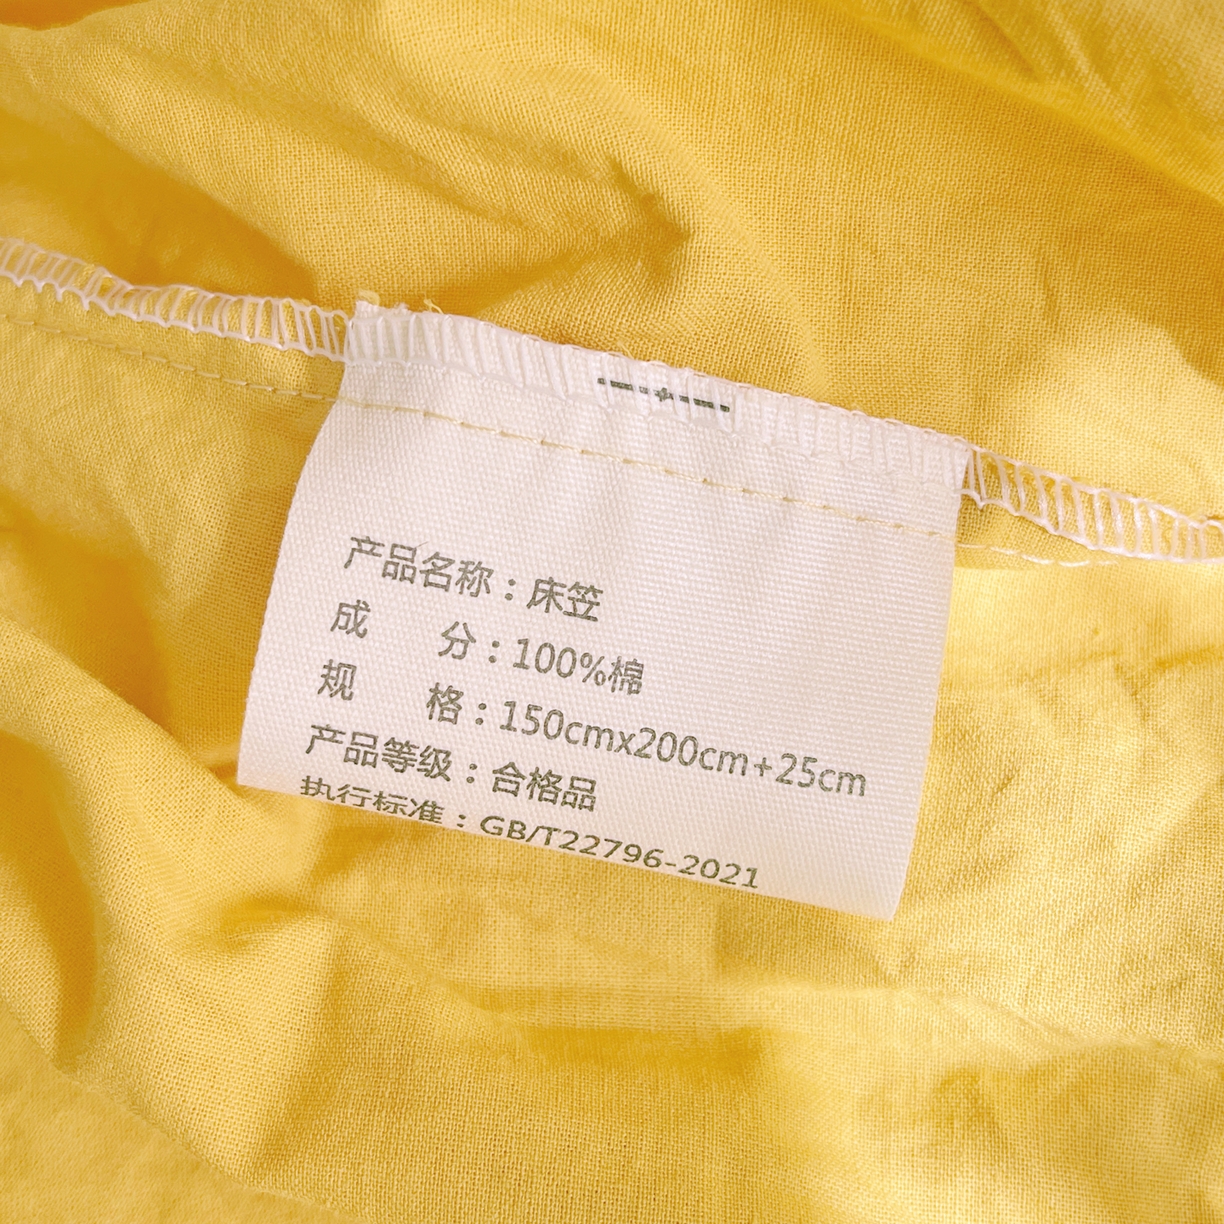 产品名称：床笠
成　　分：100%棉
规　　格：150cmx200cm+25cm
产品等级：合格品
执行标准：GB/T22796-2021